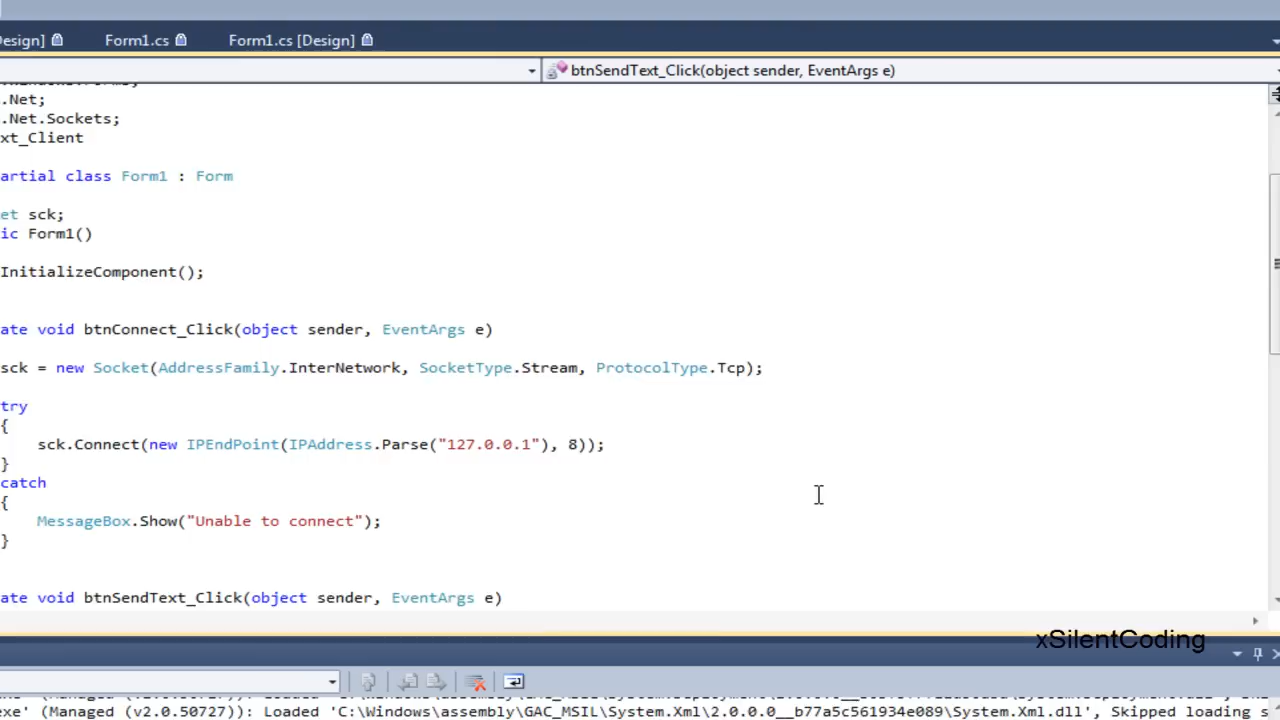 Design]
Form1.cs
Form1.cs [Design]
btnSendText_Click(object sender, EventArgs e)
.Net;
.Net.Sockets;
xt_Client
artial class Form1 : Form
et sck;
ic Form1()
InitializeComponent();
ate void btnConnect_Click(object sender, EventArgs e)
sck = new Socket(AddressFamily.InterNetwork, SocketType.Stream, ProtocolType.Tcp);
try
{
sck.Connect(new IPEndPoint(IPAddress.Parse("127.0.0.1"), 8));
}
catch
{
MessageBox.Show("Unable to connect");
}
ate void btnSendText_Click(object sender, EventArgs e)
xSilentCoding
exe' (Managed (v2.0.50727)): Loaded 'C:\Windows\assembly\GAC_MSIL\System.Xml\2.0.0.0__b77a5c561934e089\System.Xml.dll', Skipped loading s